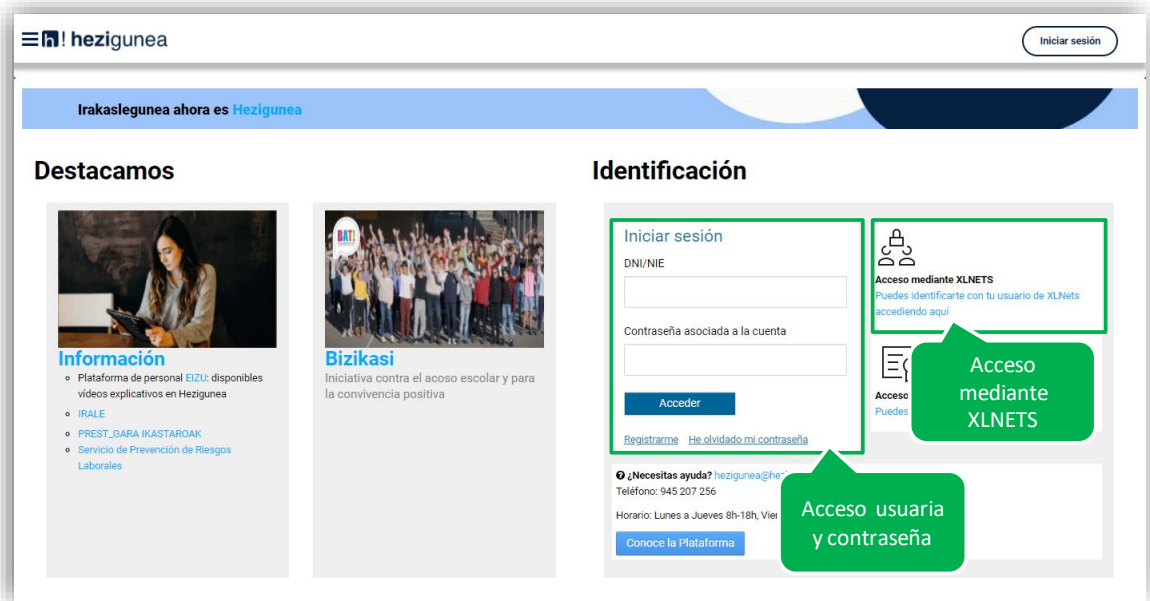 h! hezigunea
Iniciar sesión
Irakaslegunea ahora es Hezigunea
Destacamos
Identificación
BAT!
Información
Plataforma de personal EIZU: disponibles
vídeos explicativos en Hezigunea
IRALE
PREST_GARA IKASTAROAK
Servicio de Prevención de Riesgos
Laborales
Bizikasi
Iniciativa contra el acoso escolar y para
la convivencia positiva
Iniciar sesión
DNI/NIE
Contraseña asociada a la cuenta
Acceder
Registrarme He olvidado mi contraseña
Acceso mediante XLNETS
Puedes identificarte con tu usuario de XLNets
accediendo aquí
Acceso
Puedes
Acceso
mediante
XLNETS
¿Necesitas ayuda? hezigunea@he
Teléfono: 945 207 256
Horario: Lunes a Jueves 8h-18h, Vier
Conoce la Plataforma
Acceso usuaria
y contraseña